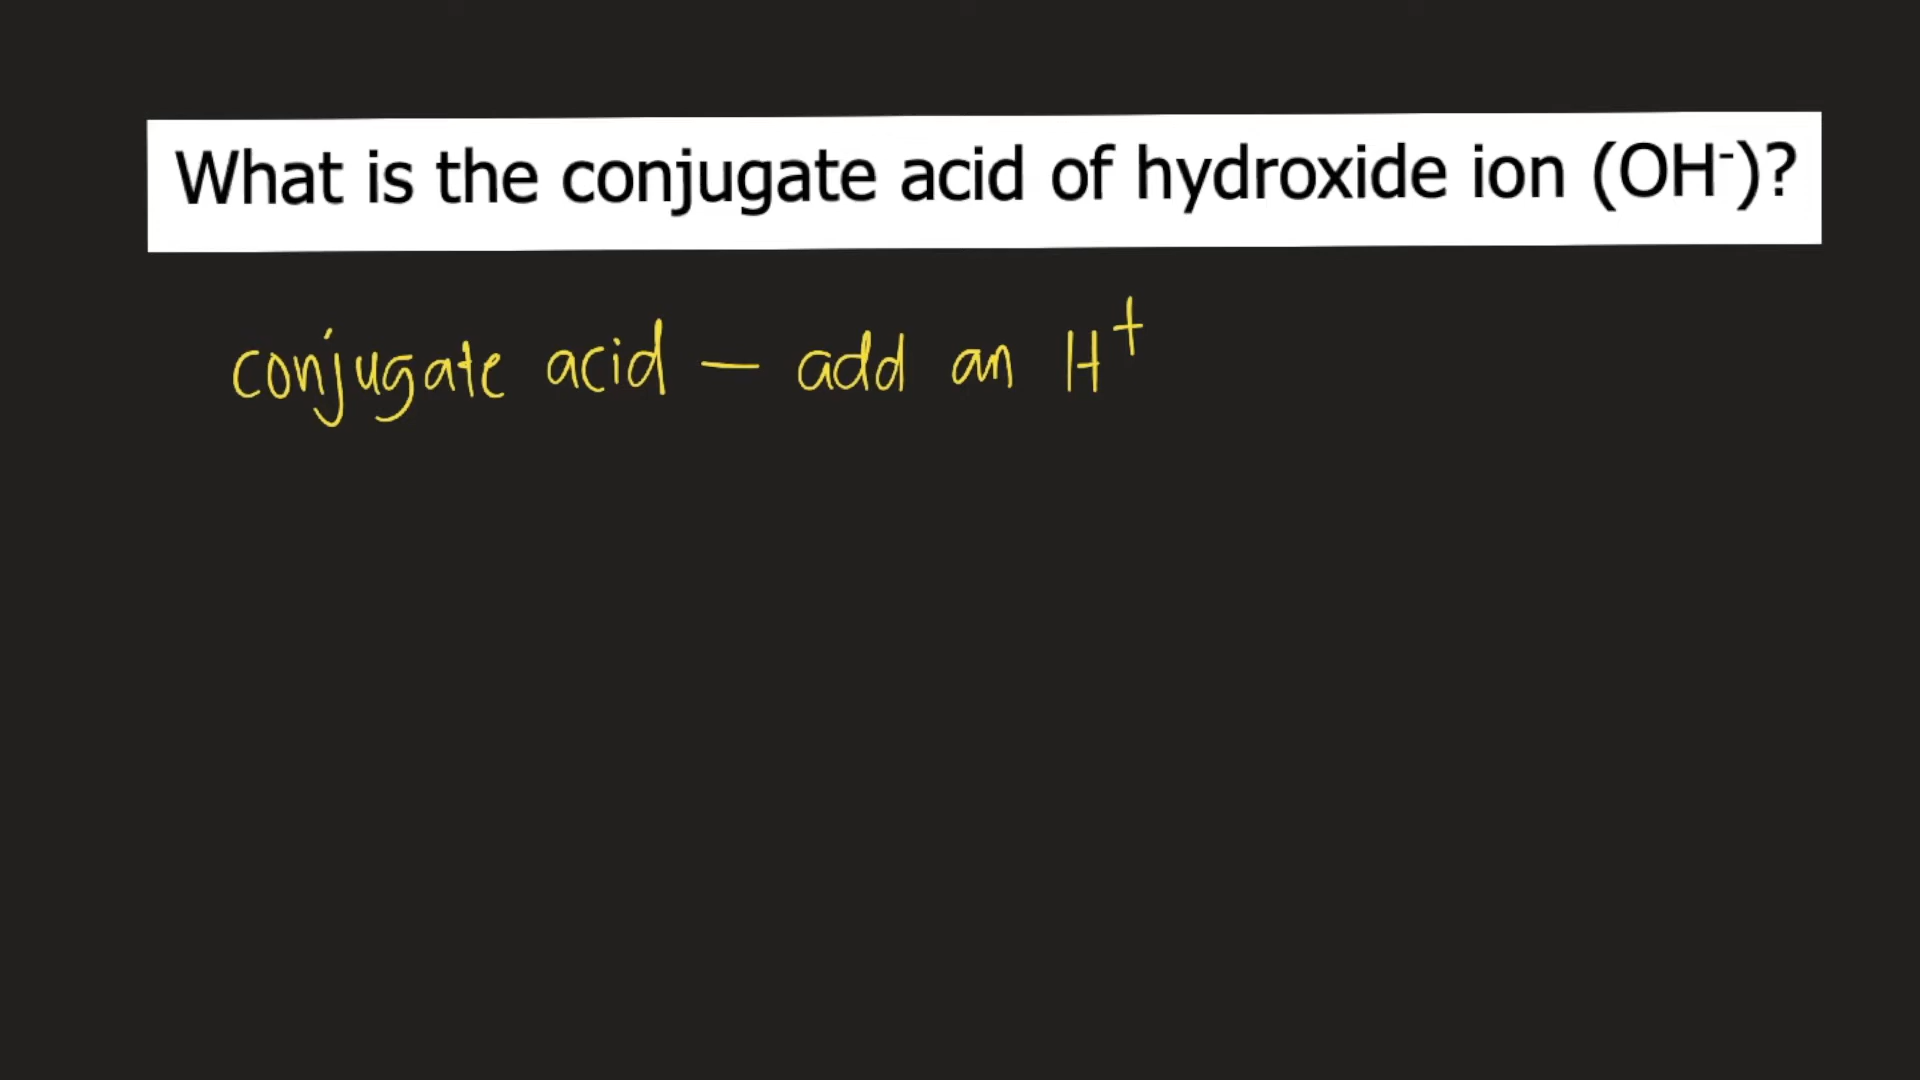 What is the conjugate acid of hydroxide ion (OH⁻)?
conjugate acid — add an H⁺